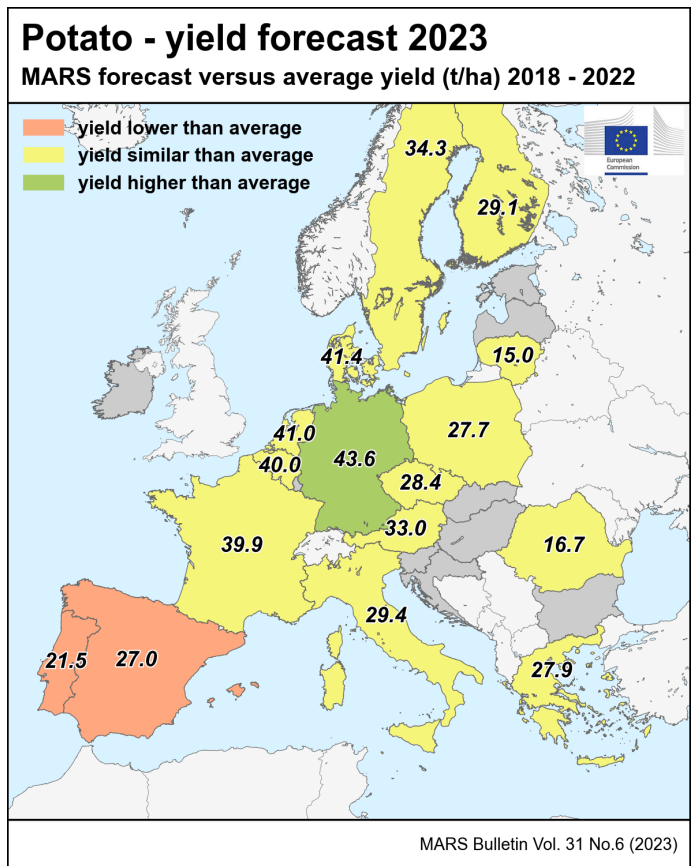 Potato - yield forecast 2023
MARS forecast versus average yield (t/ha) 2018 - 2022
yield lower than average
yield similar than average
yield higher than average
European
Commission
34.3
29.1
41.4
15.0
41.0
43.6
27.7
40.0
28.4
33.0
39.9
16.7
29.4
21.5
27.0
27.9
MARS Bulletin Vol. 31 No.6 (2023)